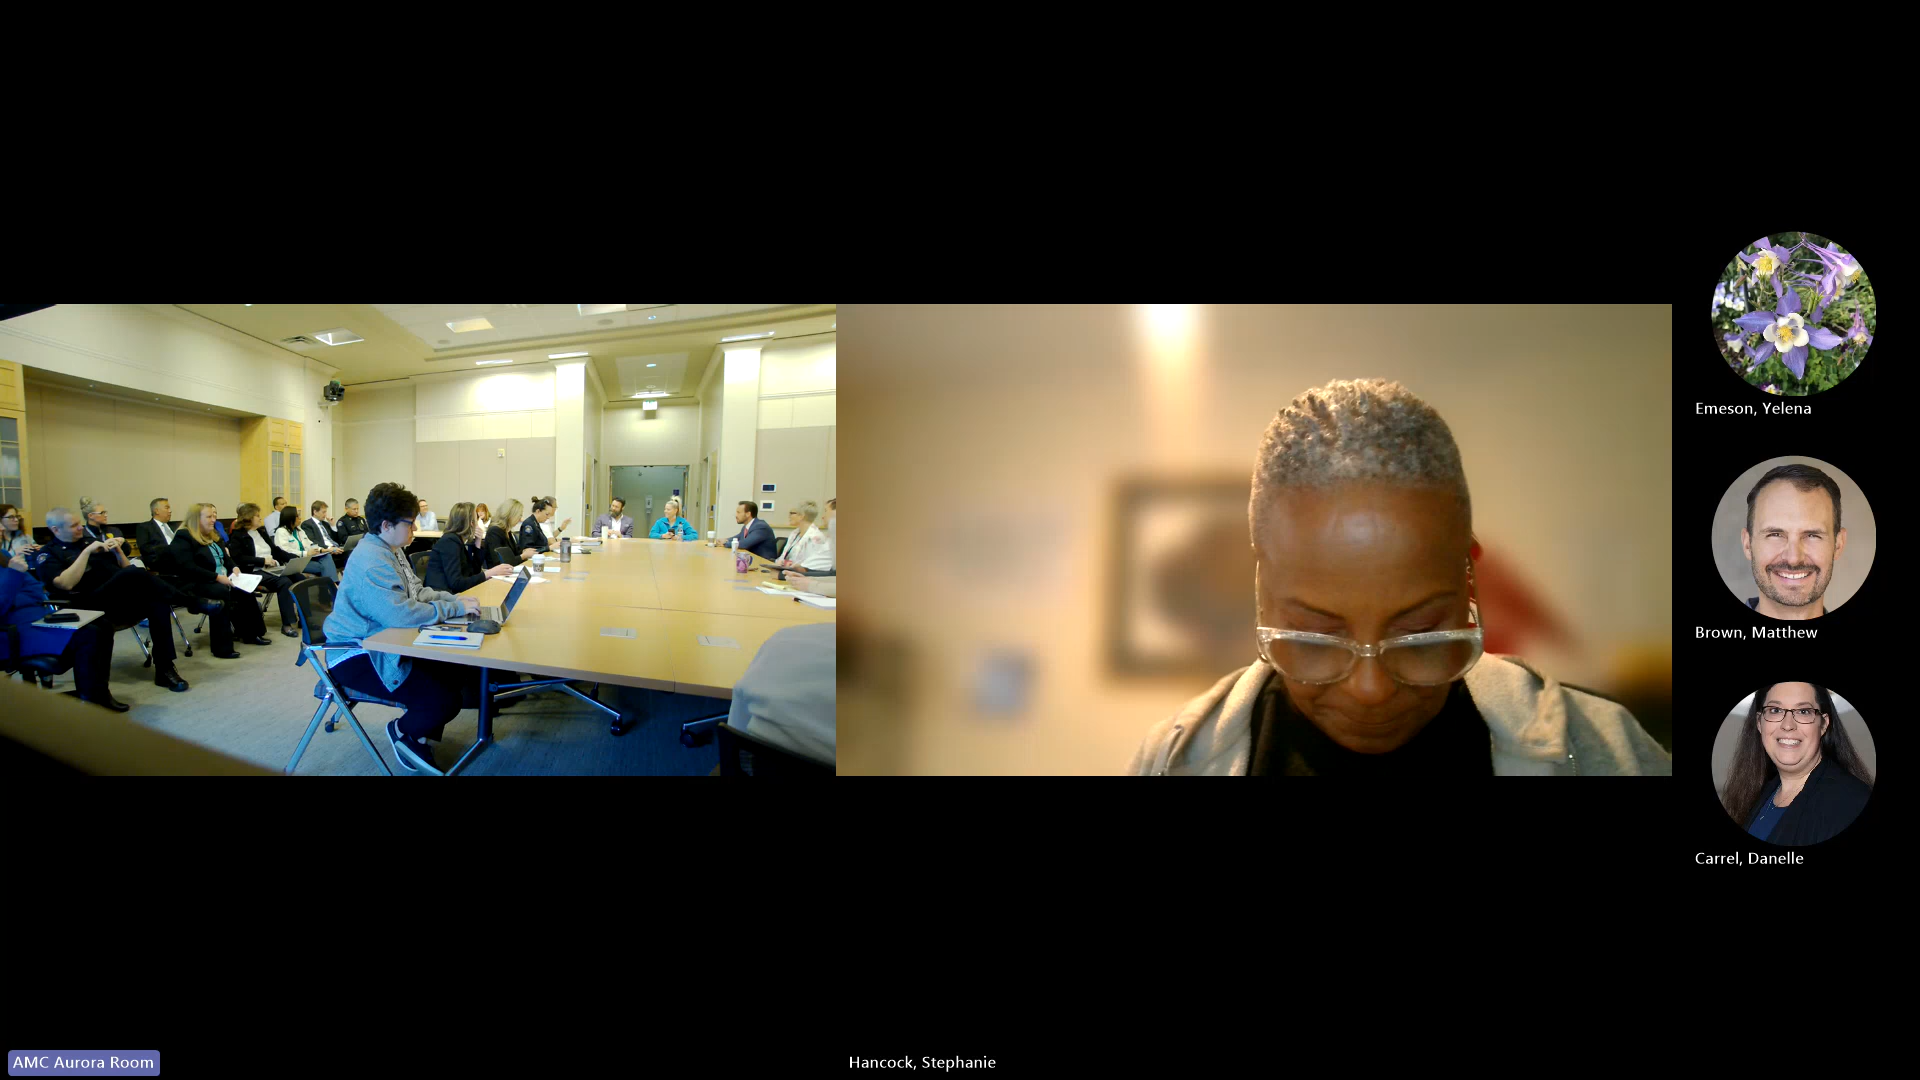 Emeson, Yelena
Brown, Matthew
Carrel, Danelle
AMC Aurora Room
Hancock, Stephanie